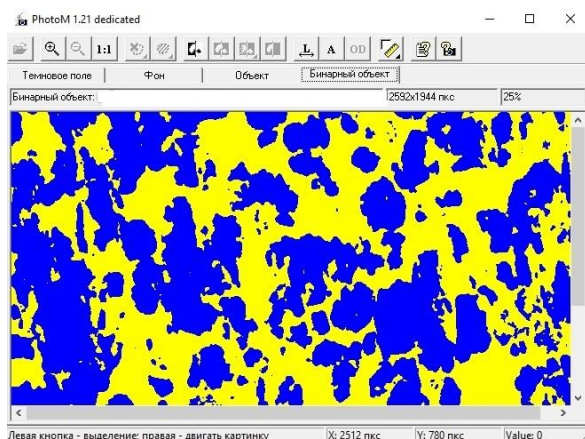 PhotoM 1.21 dedicated
1:1 L A OD
Темновое поле Фон Объект Бинарный объект
Бинарный объект: 2592x1944 пкс 25%
Левая кнопка - выделение; правая - двигать картинку X: 2512 пкс Y: 780 пкс Value: 0